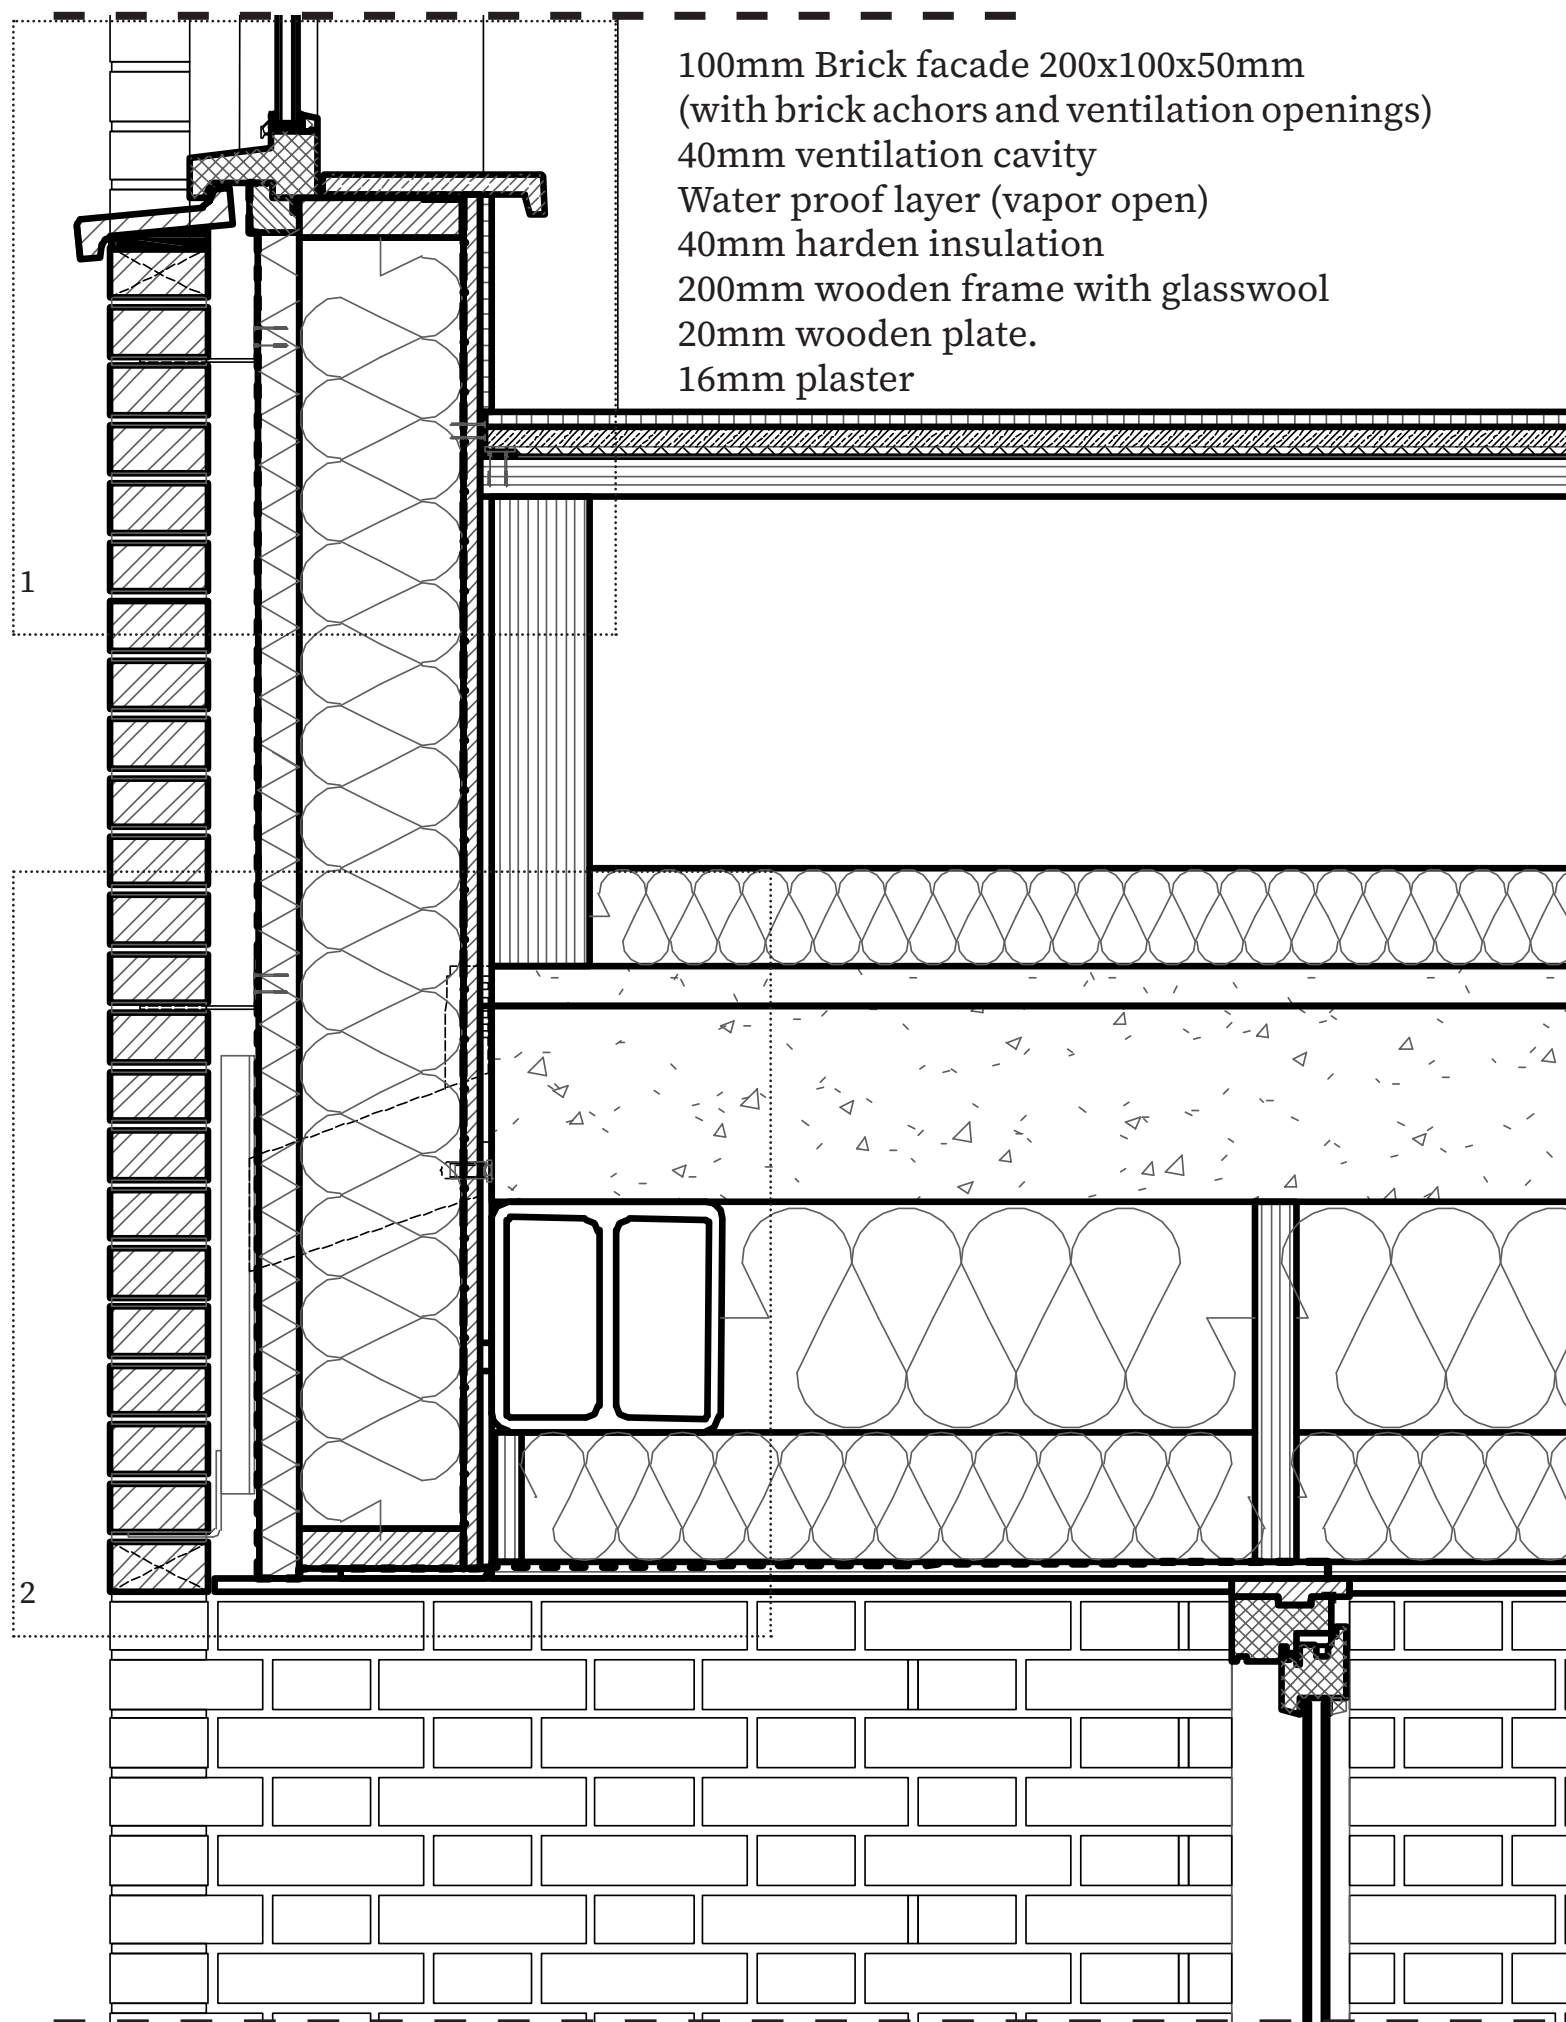 100mm Brick facade 200x100x50mm
(with brick achors and ventilation openings)
40mm ventilation cavity
Water proof layer (vapor open)
40mm harden insulation
200mm wooden frame with glasswool
20mm wooden plate.
16mm plaster
1
2